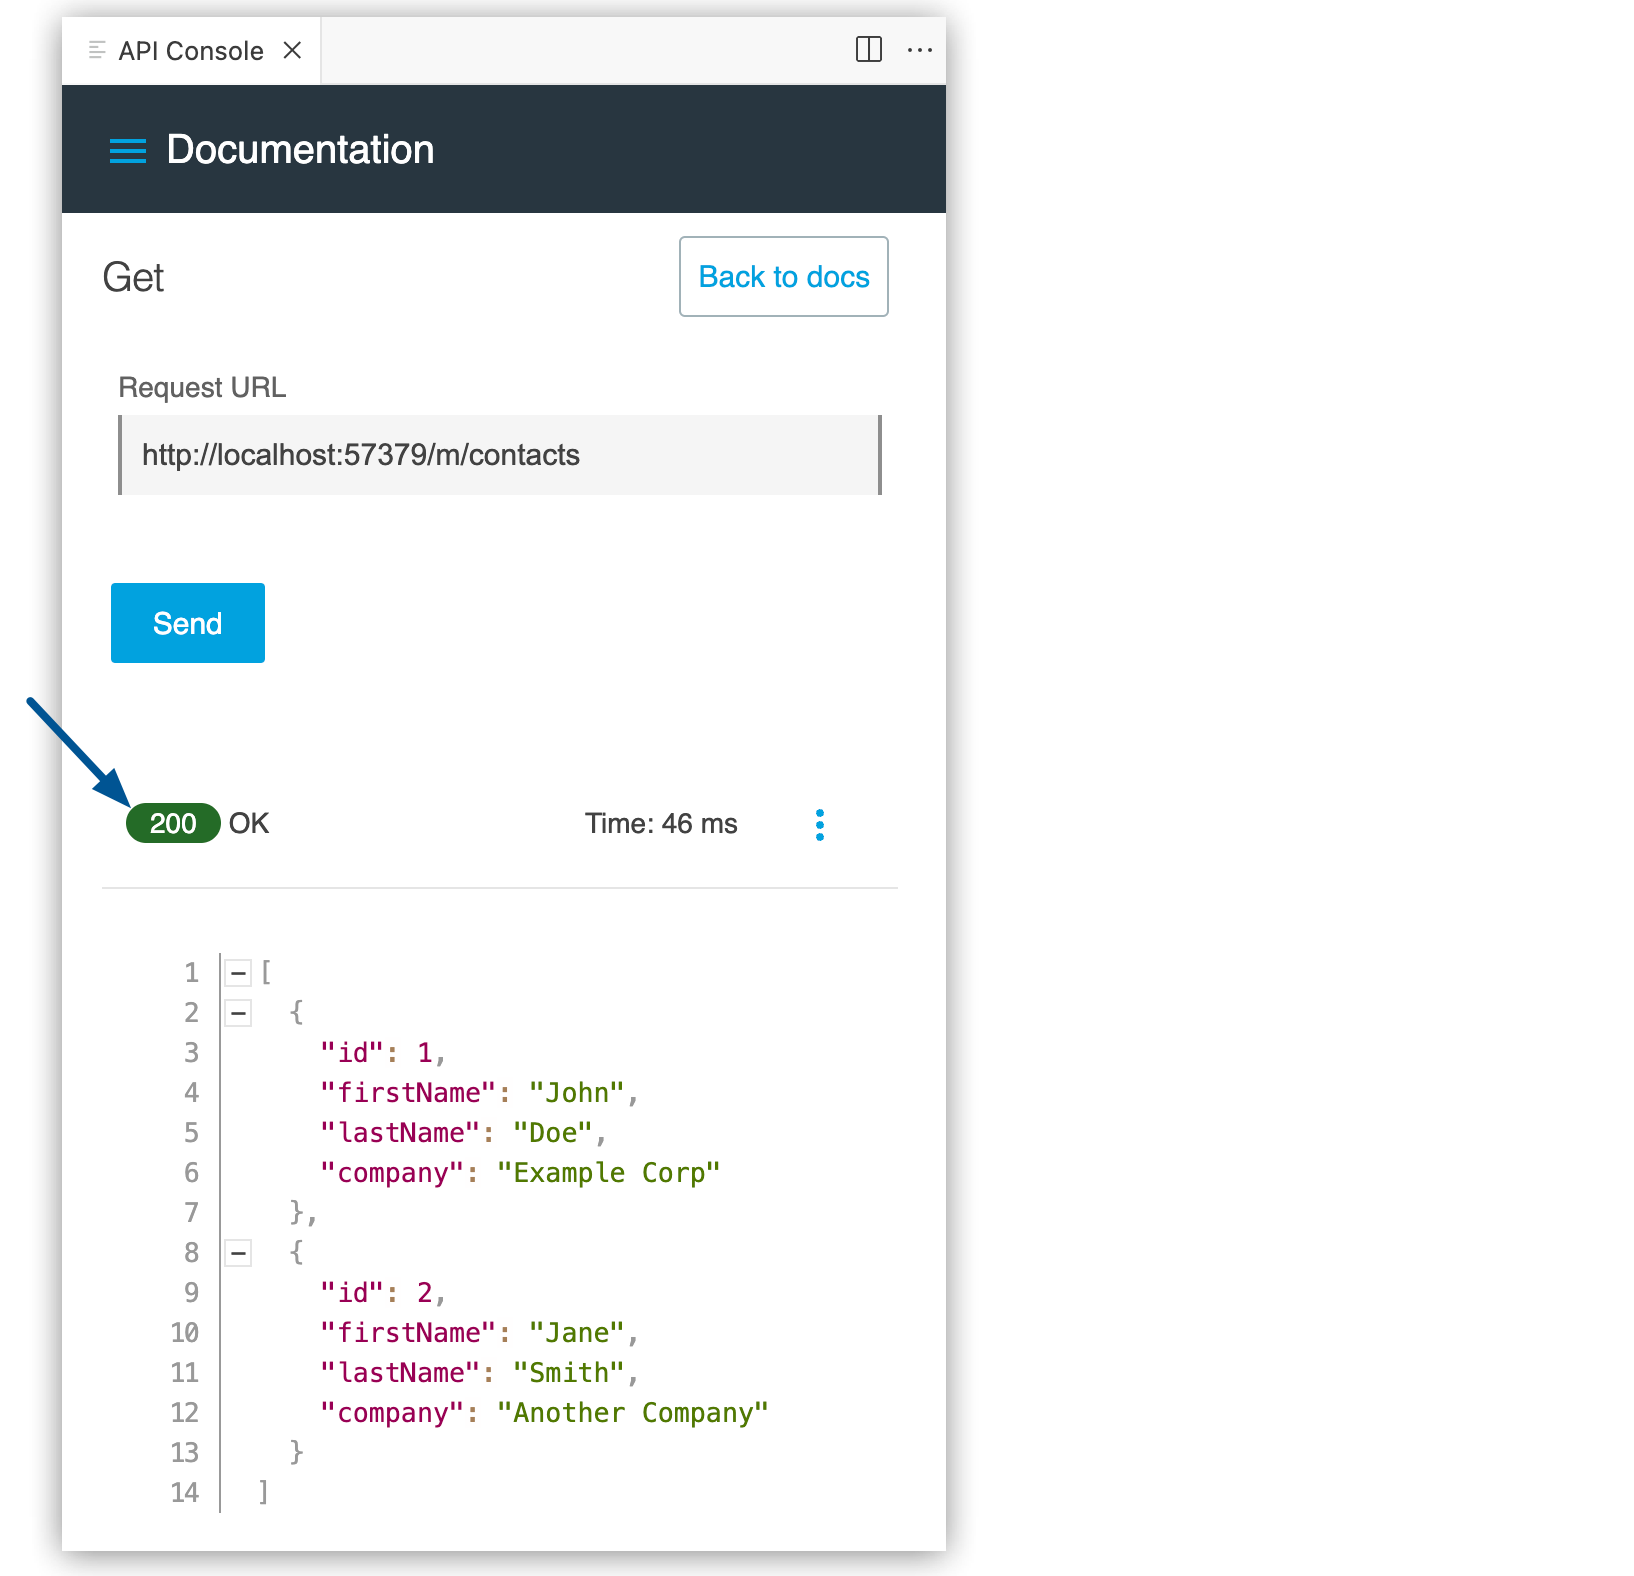 API Console
Documentation
Get
Back to docs
Request URL
http://localhost:57379/m/contacts
Send
200 OK Time: 46 ms
1 [
2 {
3 "id": 1,
4 "firstName": "John",
5 "lastName": "Doe",
6 "company": "Example Corp"
7 },
8 {
9 "id": 2,
10 "firstName": "Jane",
11 "lastName": "Smith",
12 "company": "Another Company"
13 }
14 ]